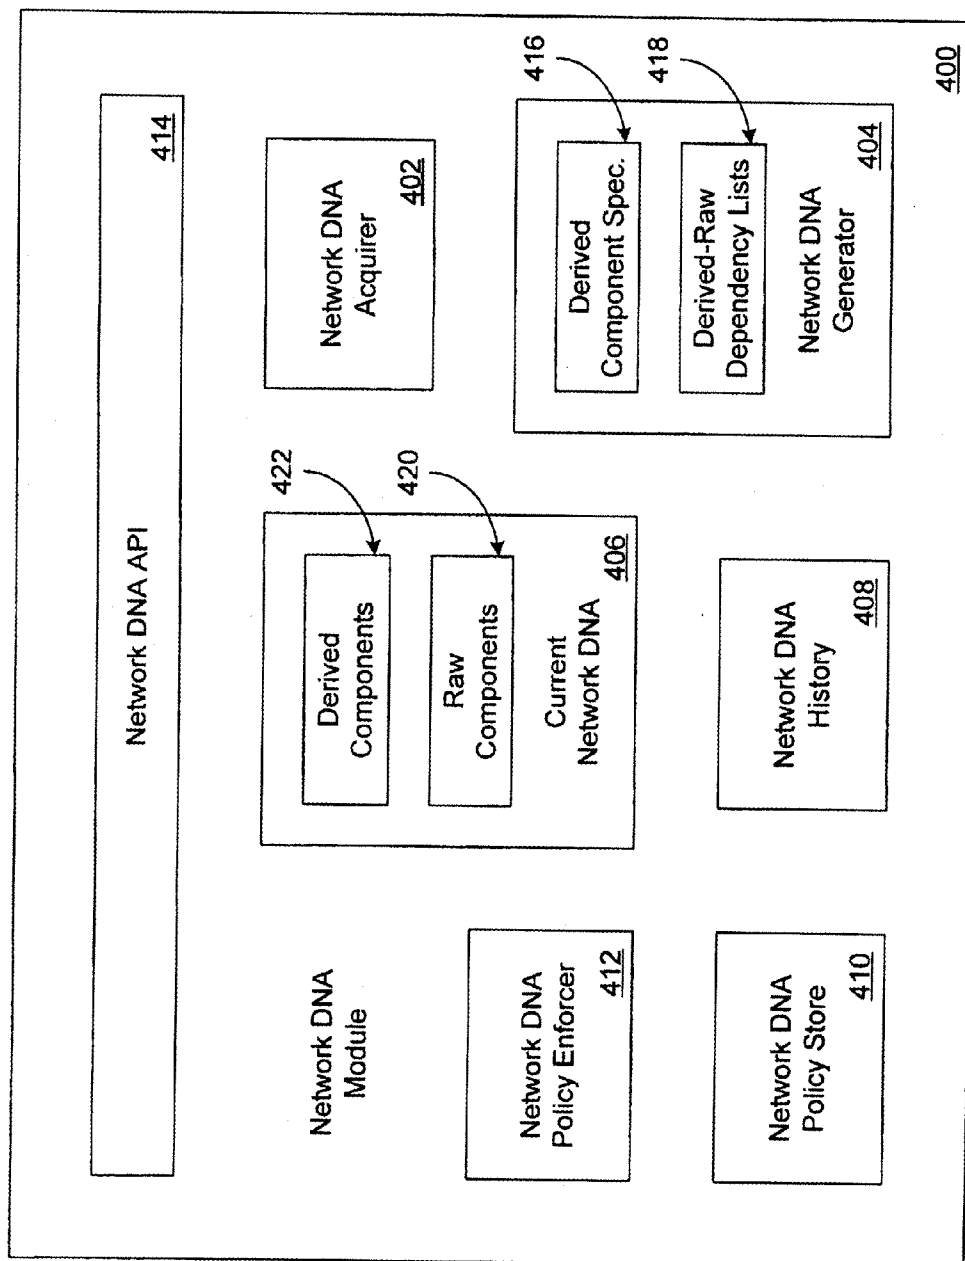 Network DNA API
414
Network DNA
Module
422
Derived
Components
420
Raw
Components
Current
Network DNA
406
Network DNA
Acquirer
402
416
Derived
Component Spec.
418
Derived-Raw
Dependency Lists
Network DNA
Generator
404
Network DNA
Policy Enforcer
412
Network DNA
Policy Store
410
Network DNA
History
408
400